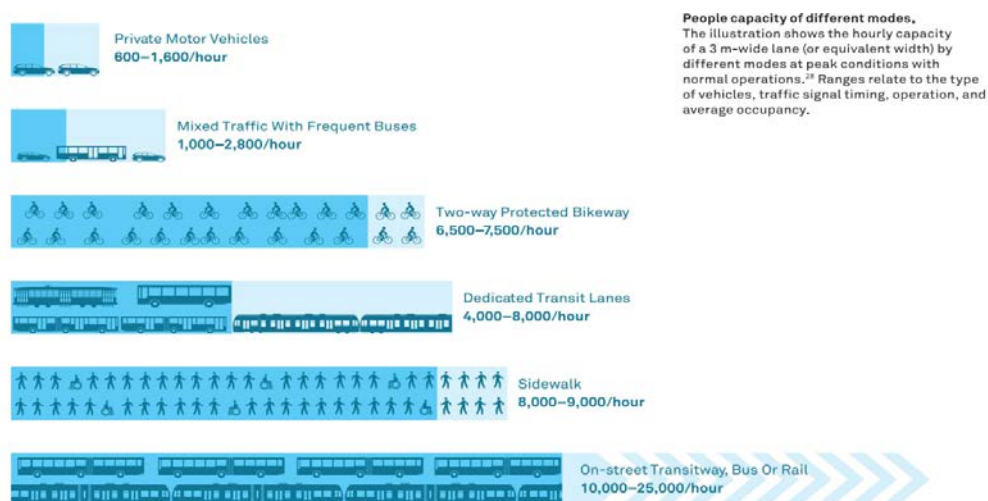 Private Motor Vehicles
600–1,600/hour
People capacity of different modes.
The illustration shows the hourly capacity
of a 3 m-wide lane (or equivalent width) by
different modes at peak conditions with
normal operations.²⁸ Ranges relate to the type
of vehicles, traffic signal timing, operation, and
average occupancy.
Mixed Traffic With Frequent Buses
1,000–2,800/hour
Two-way Protected Bikeway
6,500–7,500/hour
Dedicated Transit Lanes
4,000–8,000/hour
Sidewalk
8,000–9,000/hour
On-street Transitway, Bus Or Rail
10,000–25,000/hour